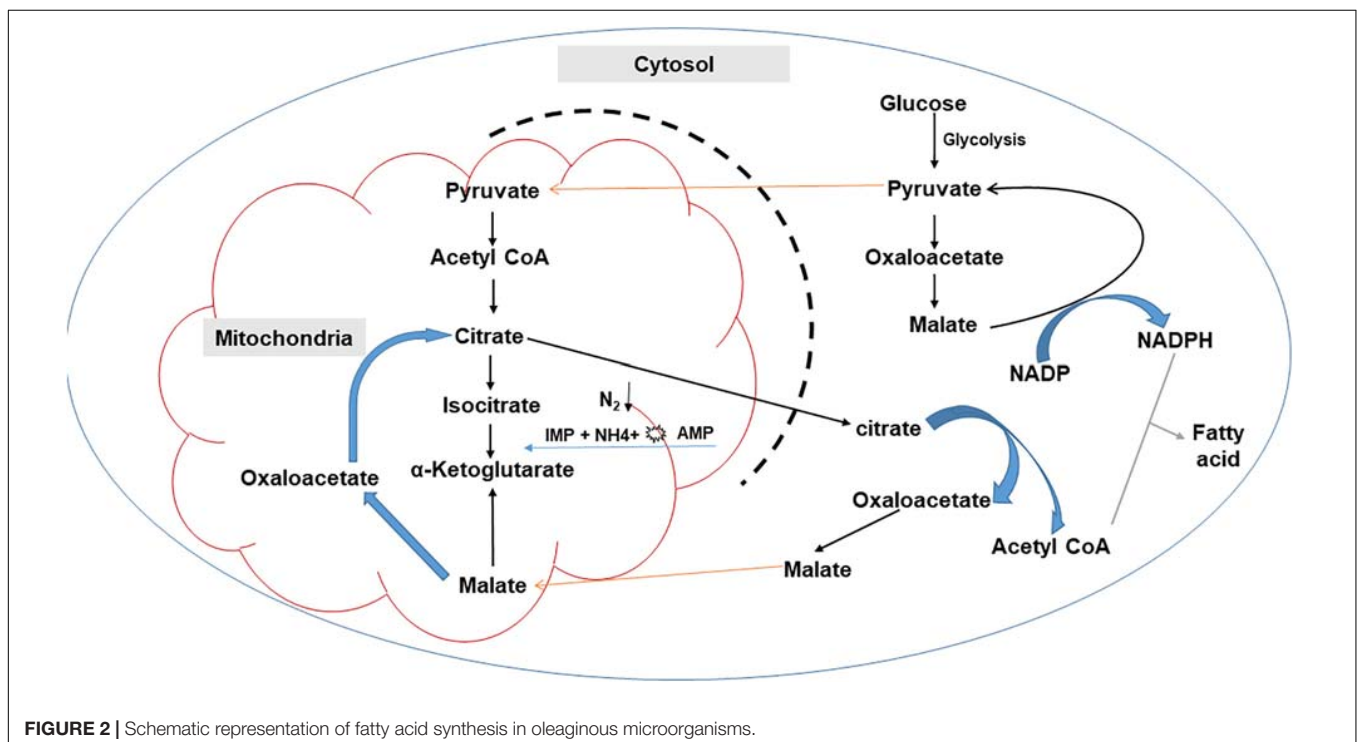 Cytosol
Glucose
Glycolysis
Pyruvate
Pyruvate
Acetyl CoA
Oxaloacetate
Mitochondria
Citrate
Malate
NADPH
NADP
Isocitrate
N2
IMP + NH4+ AMP
citrate
Fatty
acid
α-Ketoglutarate
Oxaloacetate
Oxaloacetate
Acetyl CoA
Malate
Malate
FIGURE 2 | Schematic representation of fatty acid synthesis in oleaginous microorganisms.